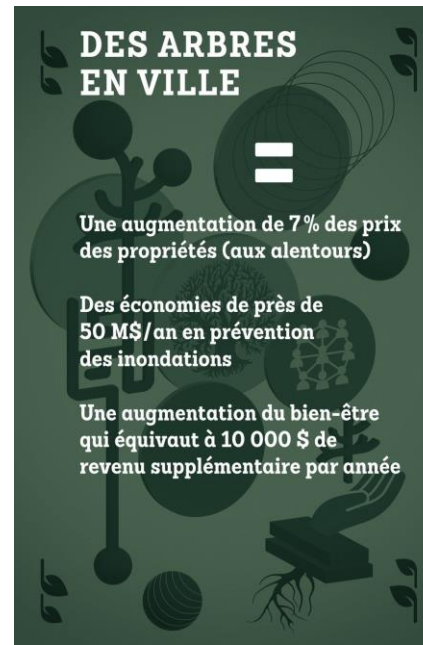 DES ARBRES
EN VILLE
=
Une augmentation de 7 % des prix
des propriétés (aux alentours)
Des économies de près de
50 M$/an en prévention
des inondations
Une augmentation du bien-être
qui équivaut à 10 000 $ de
revenu supplémentaire par année